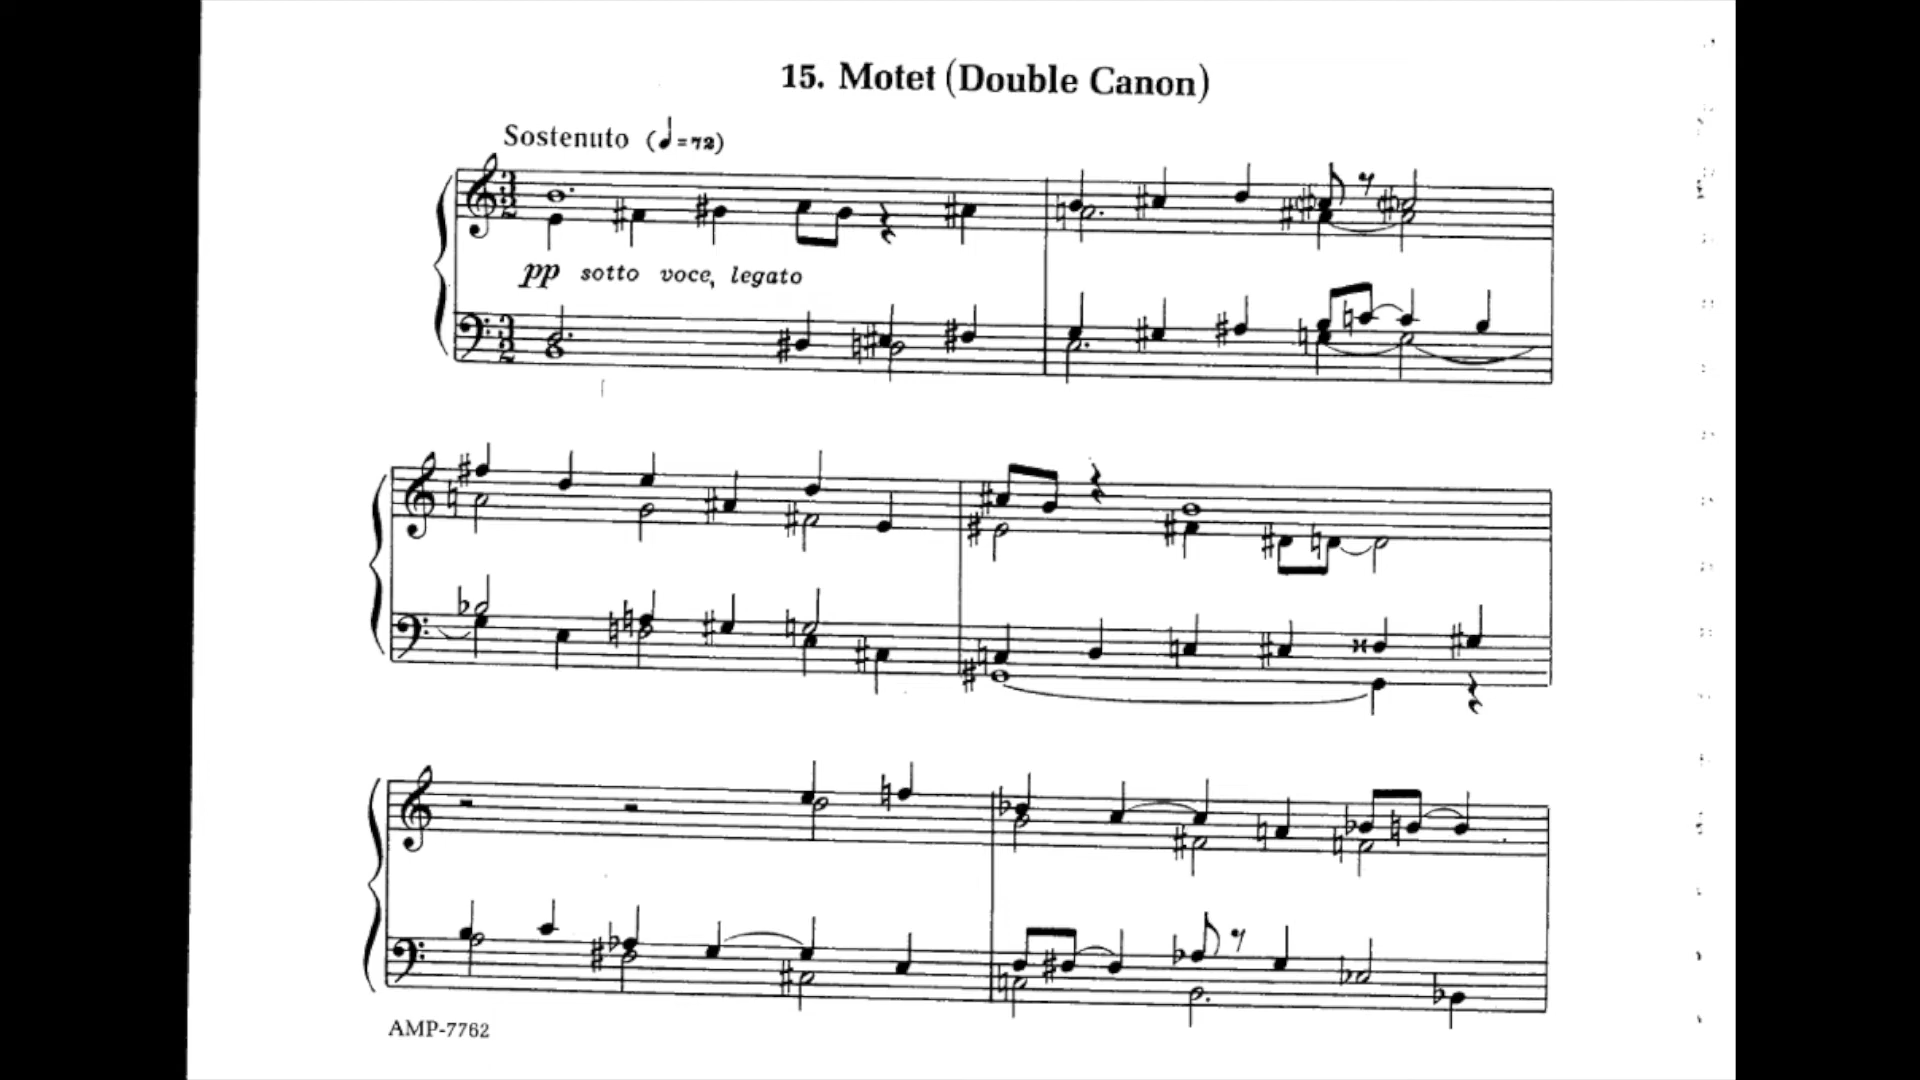 15. Motet (Double Canon)
Sostenuto (♩=72)
pp sotto voce, legato
AMP-7762